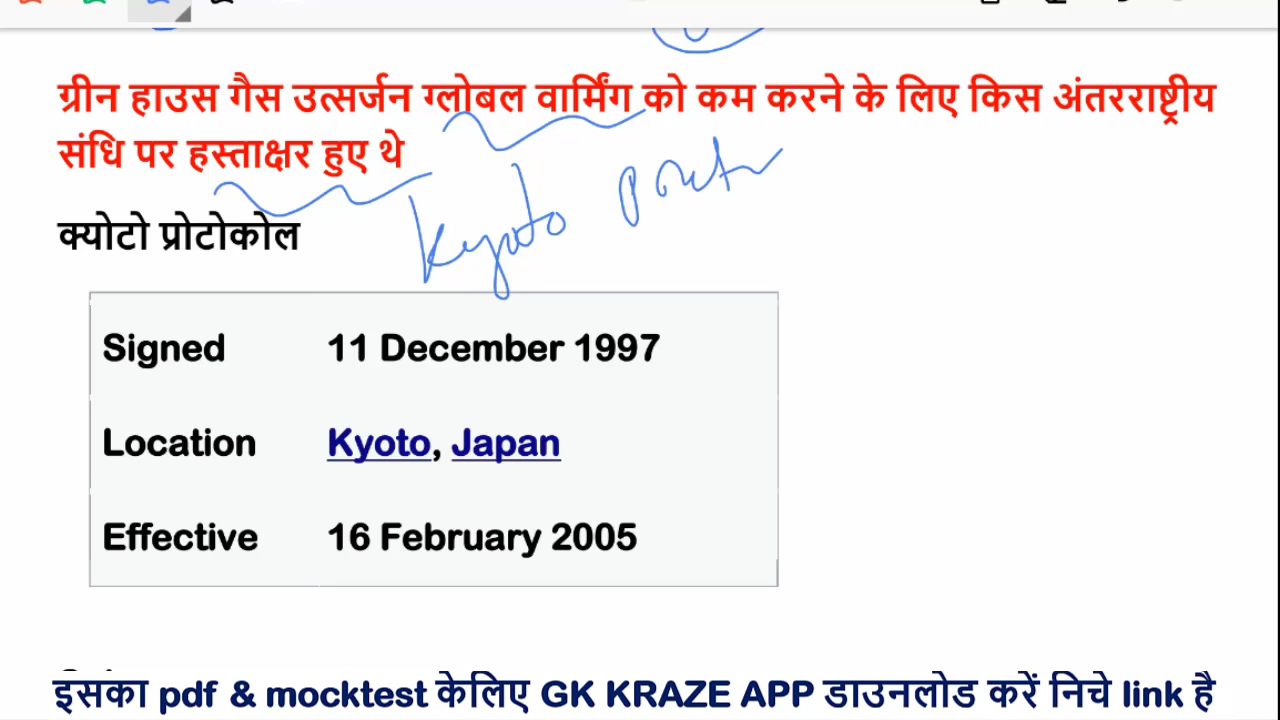 ग्रीन हाउस गैस उत्सर्जन ग्लोबल वार्मिंग को कम करने के लिए किस अंतरराष्ट्रीय
संधि पर हस्ताक्षर हुए थे
Kyoto
क्योटो प्रोटोकोल
Signed 11 December 1997
Location Kyoto, Japan
Effective 16 February 2005
इसका pdf & mocktest केलिए GK KRAZE APP डाउनलोड करें निचे link है